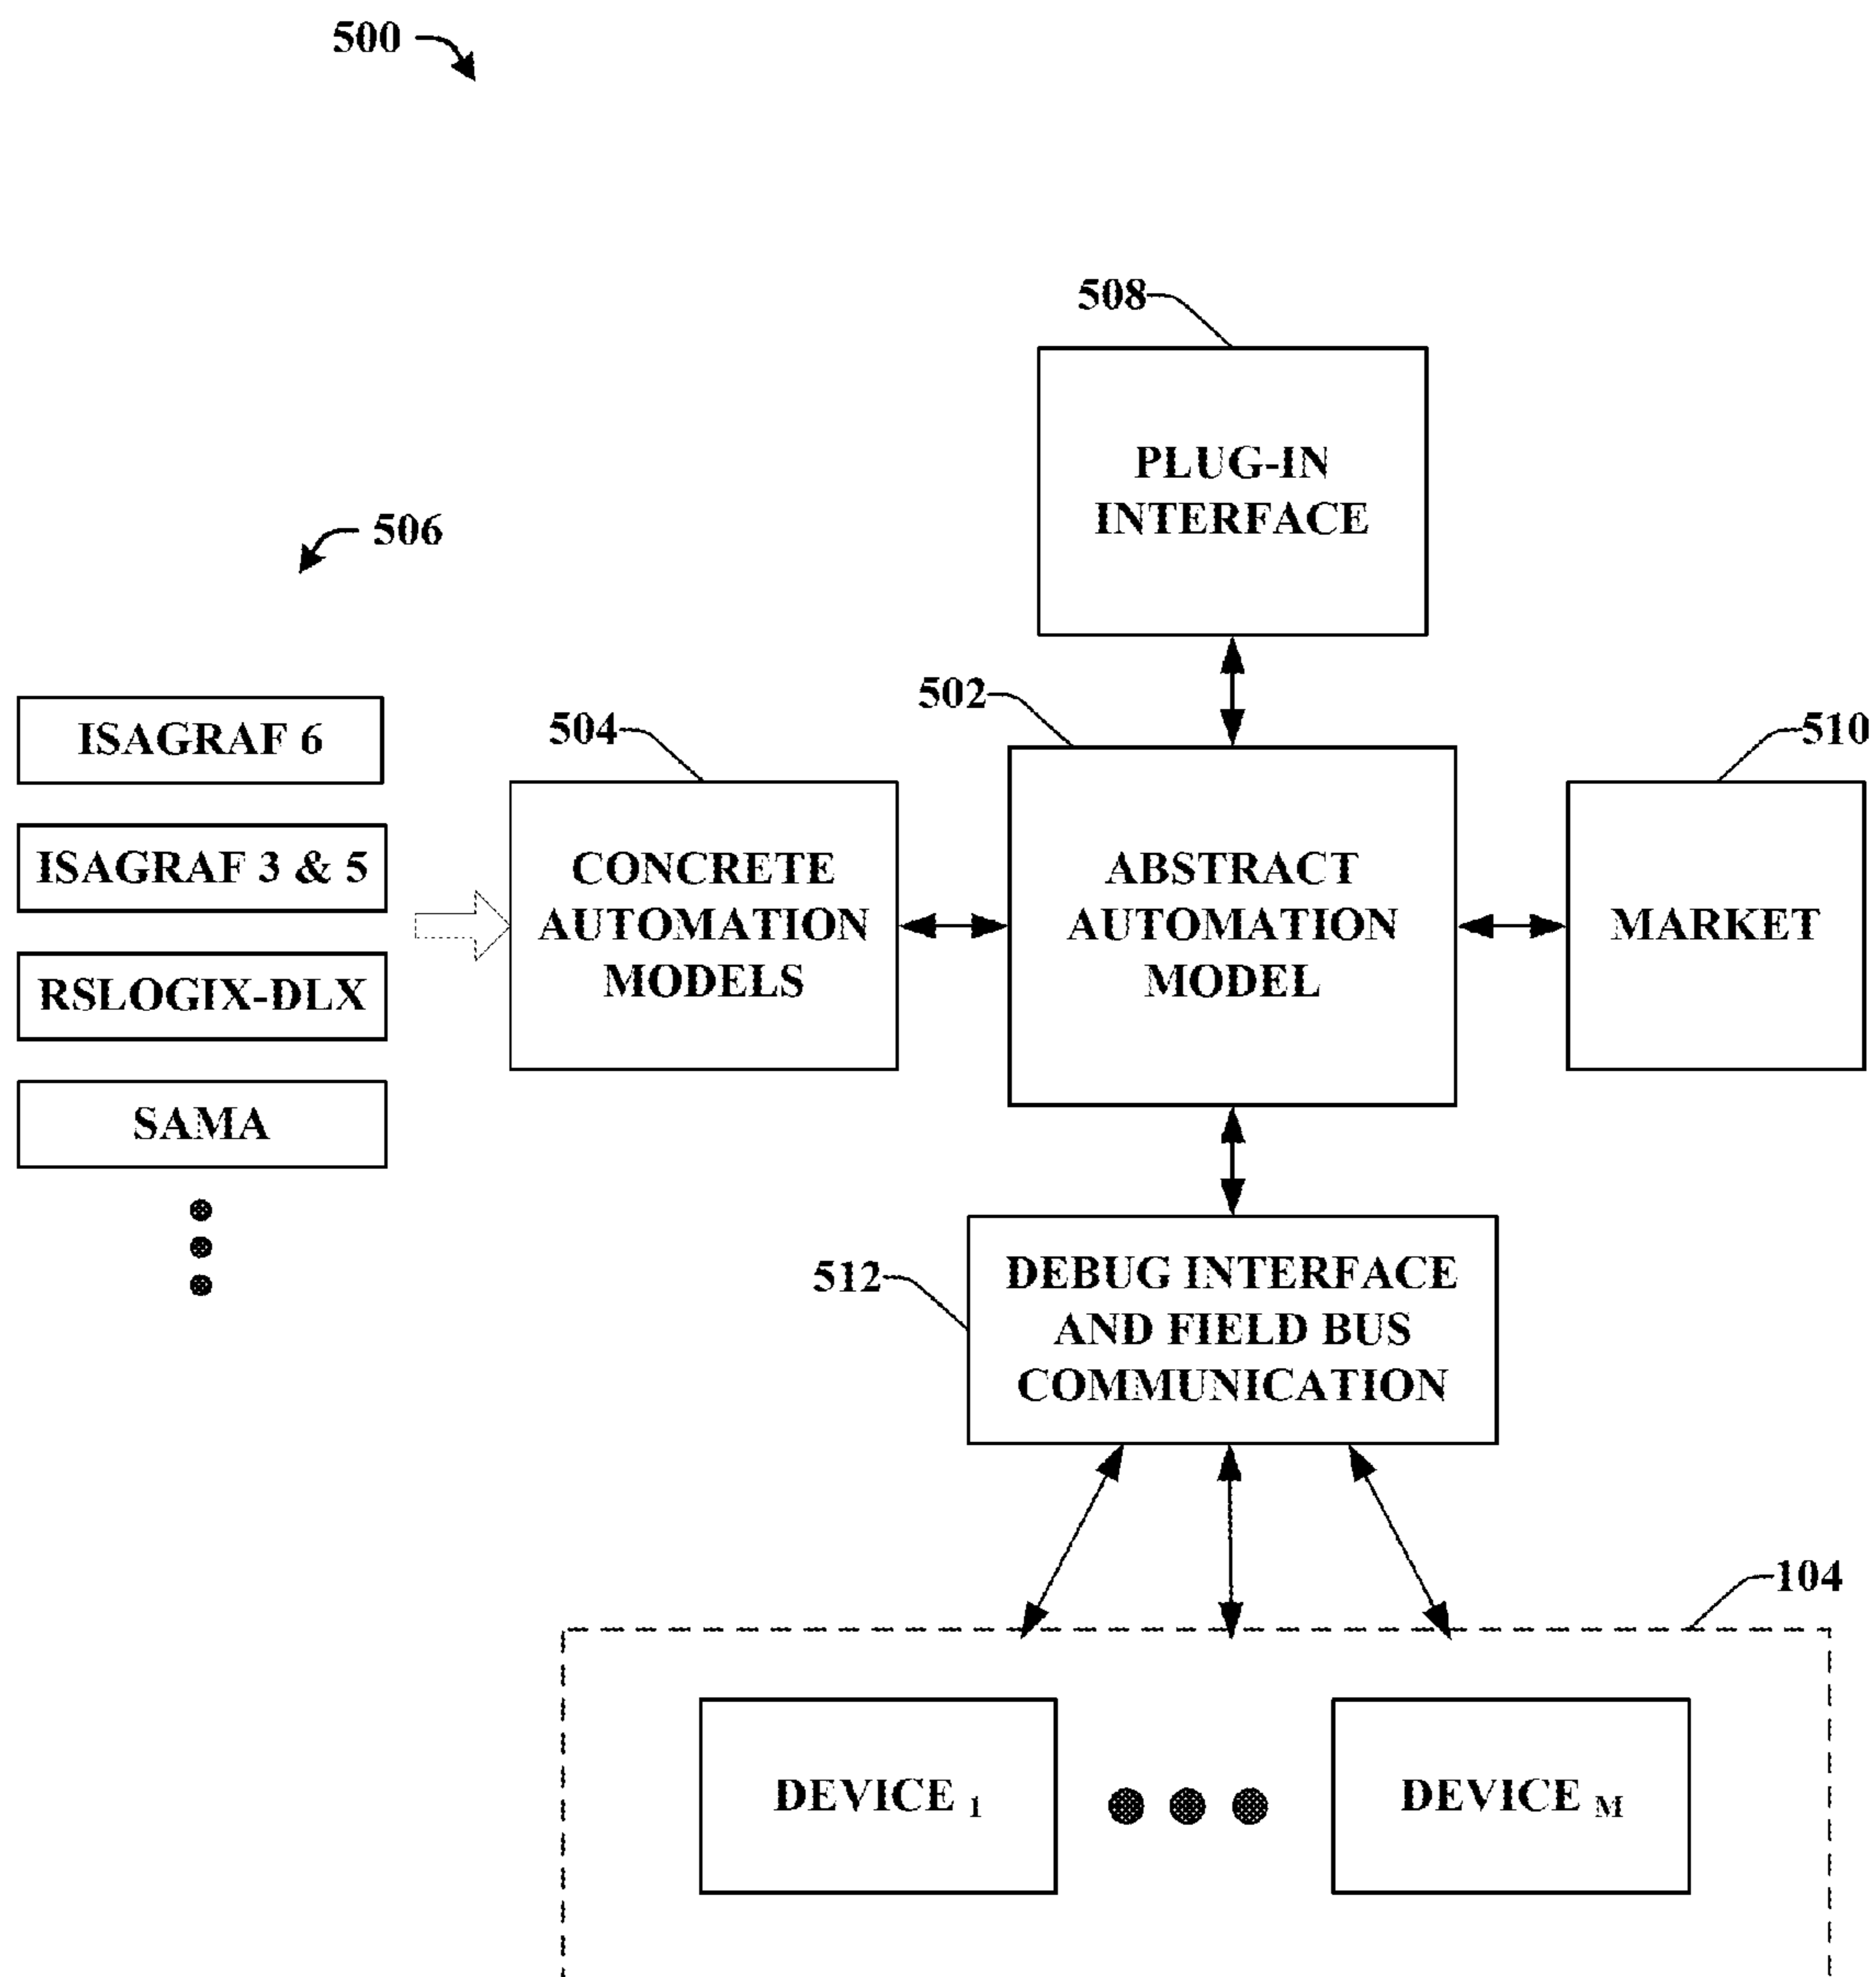 500
508
PLUG-IN
INTERFACE
506
502
504
510
ISAGRAF 6
ISAGRAF 3 & 5
RSLOGIX-DLX
SAMA
CONCRETE
AUTOMATION
MODELS
ABSTRACT
AUTOMATION
MODEL
MARKET
512
DEBUG INTERFACE
AND FIELD BUS
COMMUNICATION
104
DEVICE 1
DEVICE M